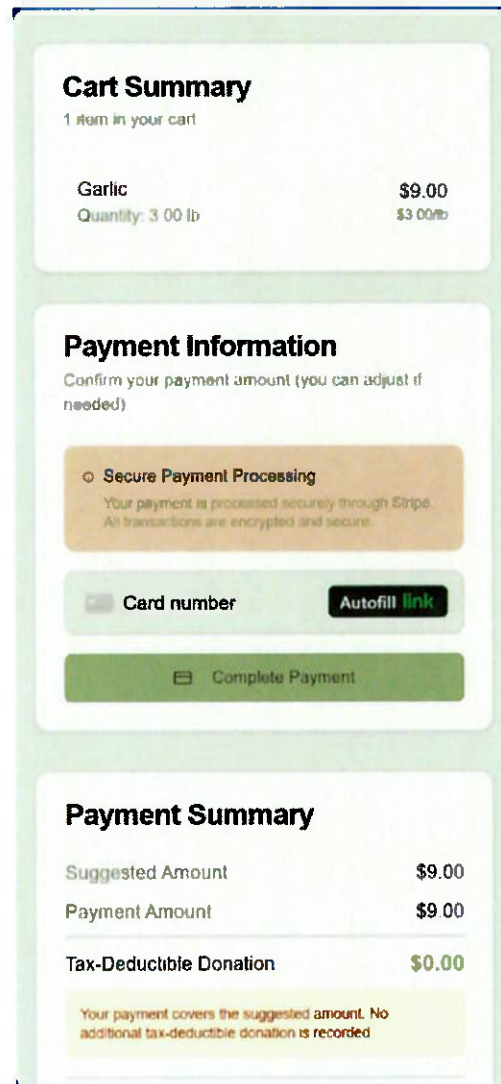 Cart Summary
1 item in your cart
Garlic
$9.00
Quantity: 3.00 lb
$3.00/lb
Payment Information
Confirm your payment amount (you can adjust if
needed)
Secure Payment Processing
Your payment is processed securely through Stripe.
All transactions are encrypted and secure.
Card number
Autofill link
Complete Payment
Payment Summary
Suggested Amount
$9.00
Payment Amount
$9.00
Tax-Deductible Donation
$0.00
Your payment covers the suggested amount. No
additional tax-deductible donation is recorded